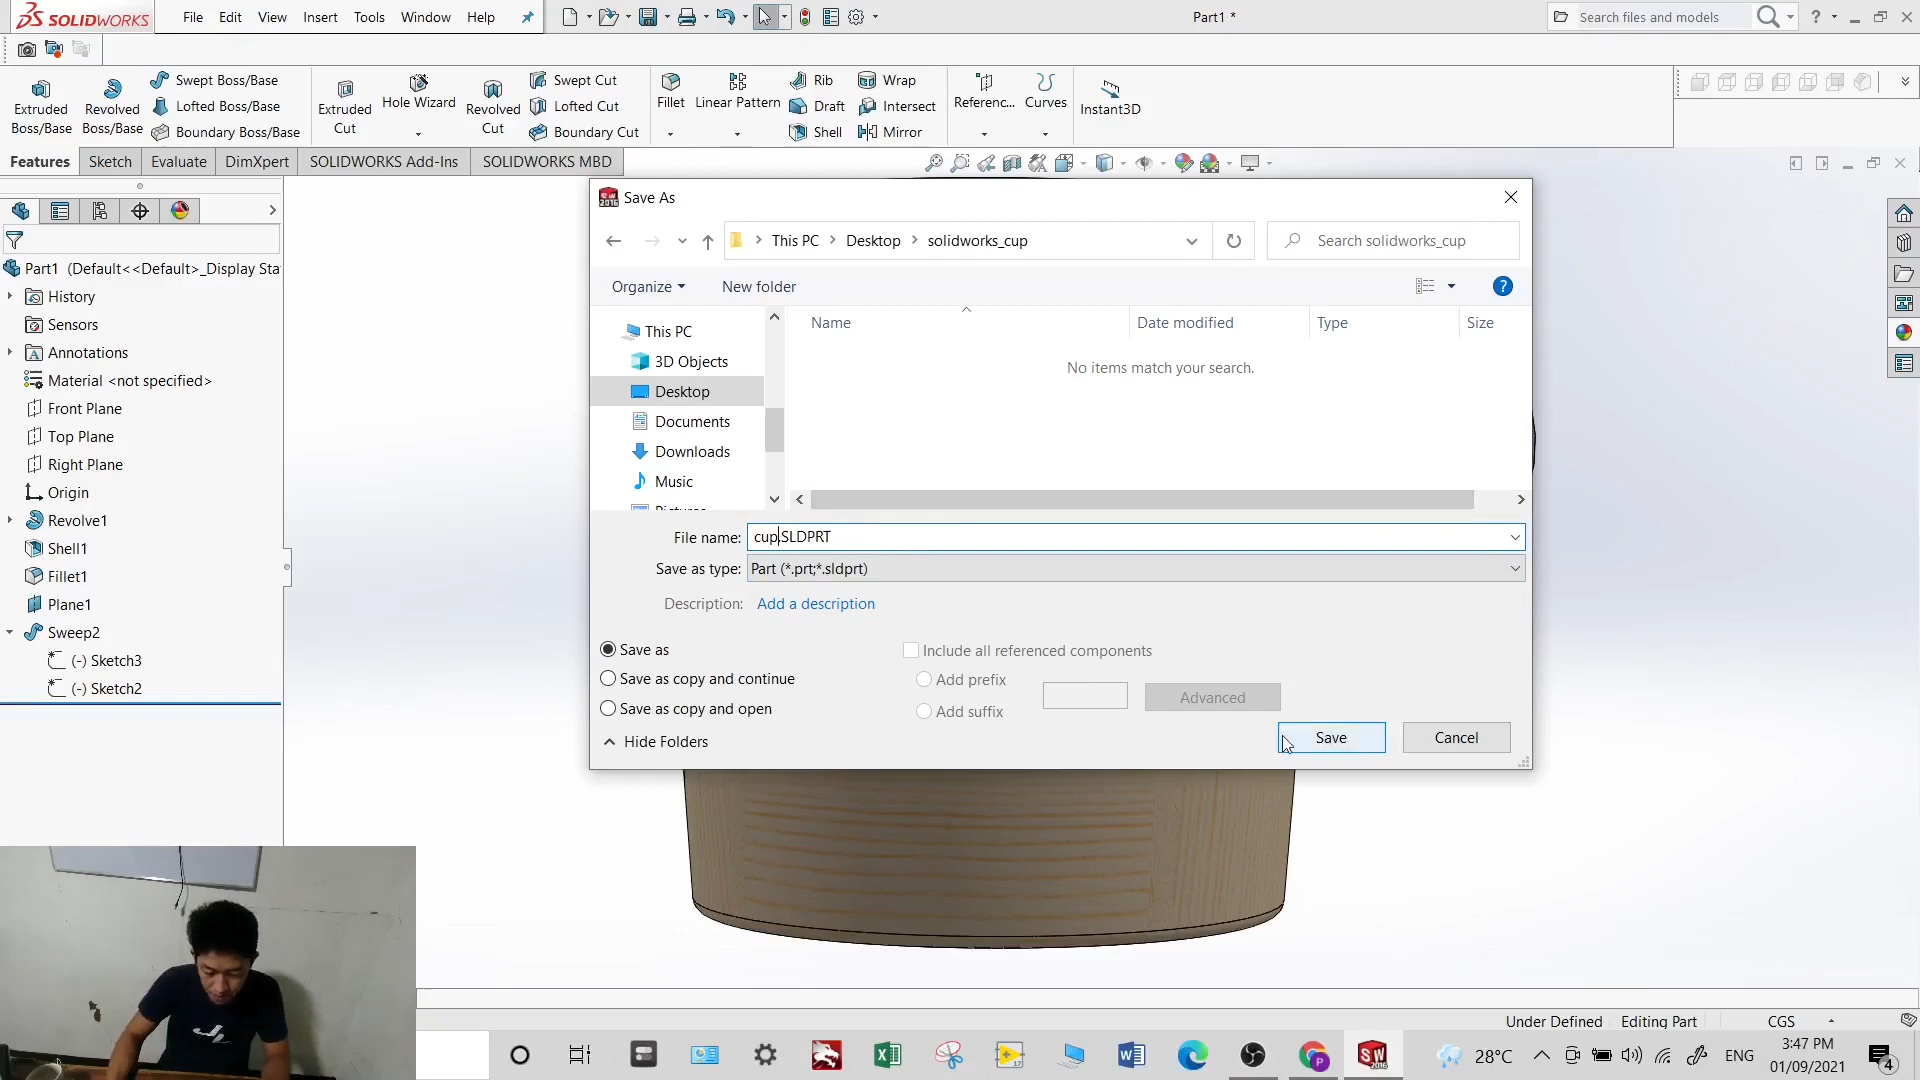 SOLIDWORKS
File Edit View Insert Tools Window Help
Part1 *
Search files and models
?
Extruded Boss/Base
Revolved Boss/Base
Swept Boss/Base
Lofted Boss/Base
Boundary Boss/Base
Extruded Cut
Hole Wizard
Revolved Cut
Swept Cut
Lofted Cut
Boundary Cut
Fillet
Linear Pattern
Rib
Draft
Shell
Wrap
Intersect
Mirror
Referenc...
Curves
Instant3D
Features Sketch Evaluate DimXpert SOLIDWORKS Add-Ins SOLIDWORKS MBD
Part1 (Default<<Default>_Display Sta
History
Sensors
Annotations
Material <not specified>
Front Plane
Top Plane
Right Plane
Origin
Revolve1
Shell1
Fillet1
Plane1
Sweep2
(-) Sketch3
(-) Sketch2
Save As
This PC > Desktop > solidworks_cup
Search solidworks_cup
Organize New folder
?
This PC
3D Objects
Desktop
Documents
Downloads
Music
Name Date modified Type Size
No items match your search.
File name: cup.SLDPRT
Save as type: Part (*.prt;*.sldprt)
Description: Add a description
Save as
Save as copy and continue
Save as copy and open
Include all referenced components
Add prefix
Add suffix
Advanced
Hide Folders
Save Cancel
Under Defined Editing Part CGS
28°C ENG
3:47 PM
01/09/2021
4